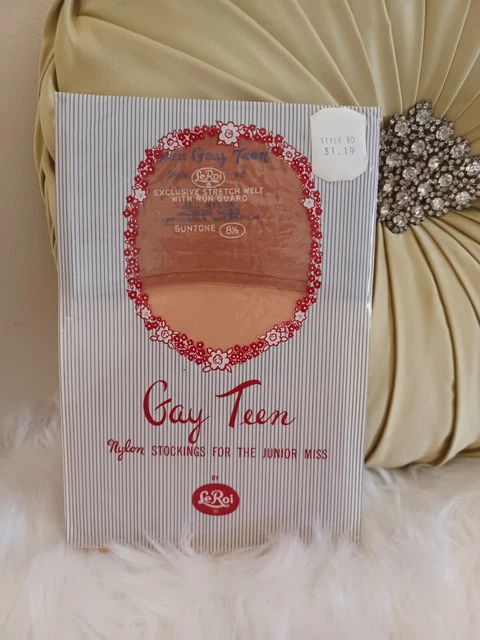 STYLE 90
$1.19
Gay Teen
LeRoi
EXCLUSIVE STRETCH WELT
WITH RUN GUARD
SUNTONE 8½
Gay Teen
Nylon STOCKINGS FOR THE JUNIOR MISS
BY
LeRoi